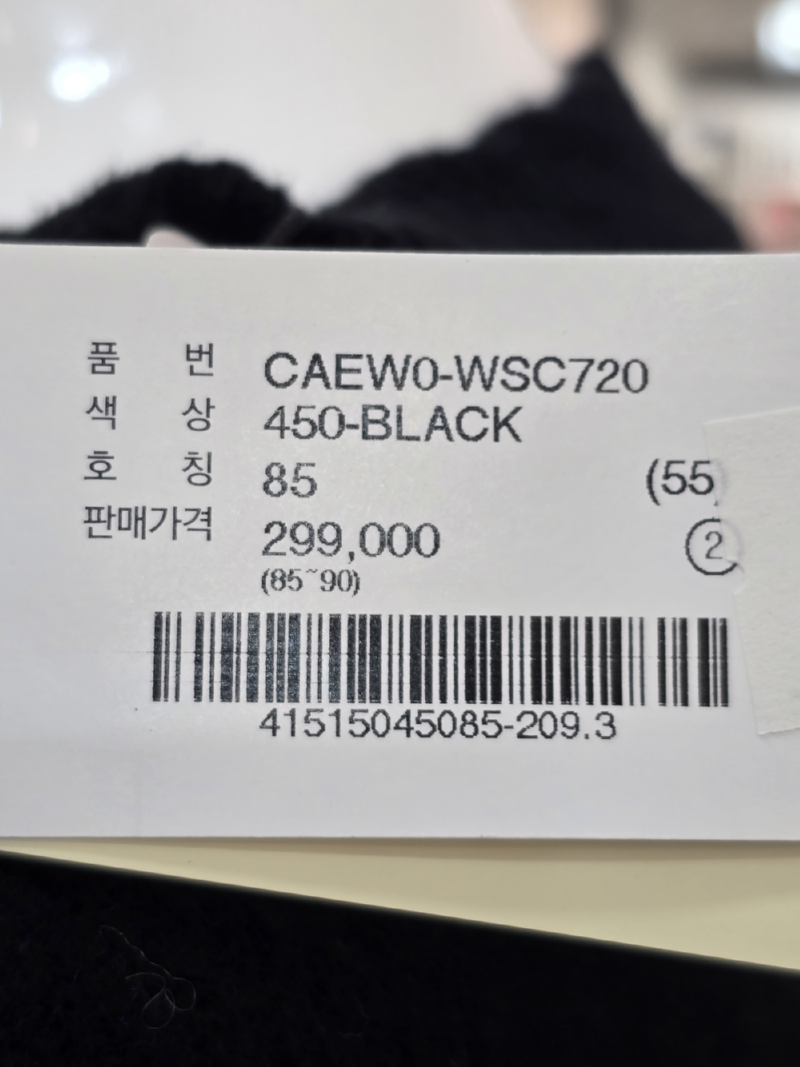 품 번 CAEW0-WSC720
색 상 450-BLACK
호 칭 85 (55
판매가격 299,000 ②
(85~90)
41515045085-209.3